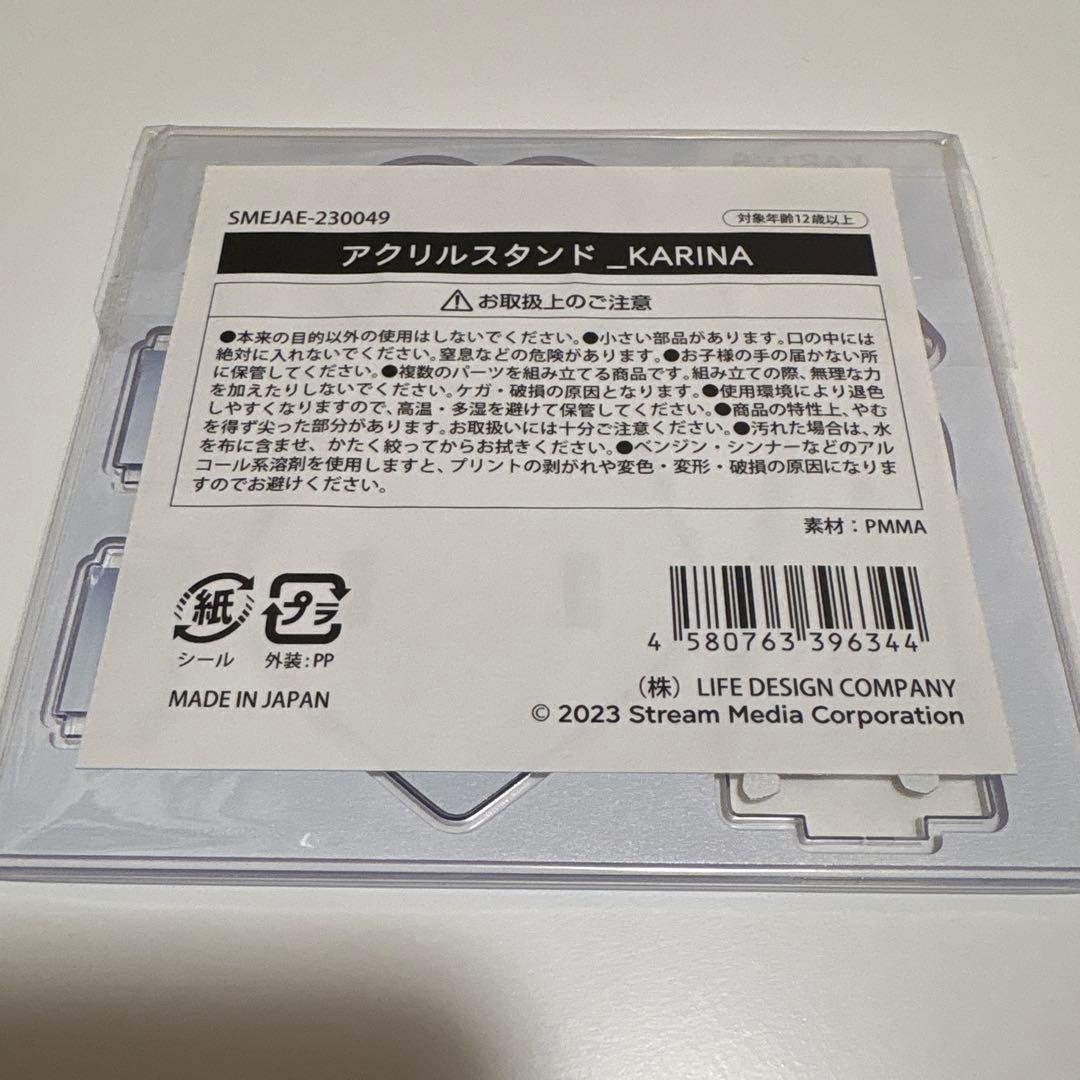 SMEJAE-230049
対象年齢12歳以上
アクリルスタンド _KARINA
お取扱上のご注意
●本来の目的以外の使用はしないでください。●小さい部品があります。口の中には
絶対に入れないでください。窒息などの危険があります。●お子様の手の届かない所
に保管してください。●複数のパーツを組み立てる商品です。組み立ての際、無理な力
を加えたりしないでください。ケガ・破損の原因となります。●使用環境により退色
しやすくなりますので、高温・多湿を避けて保管してください。●商品の特性上、やむ
を得ず尖った部分があります。お取扱いには十分ご注意ください。●汚れた場合は、水
を布に含ませ、かたく絞ってからお拭きください。●ベンジン・シンナーなどのアル
コール系溶剤を使用しますと、プリントの剥がれや変色・変形・破損の原因になりま
すのでお避けください。
素材：PMMA
紙
プラ
シール
外装：PP
4 580763 396344
MADE IN JAPAN
（株）LIFE DESIGN COMPANY
© 2023 Stream Media Corporation